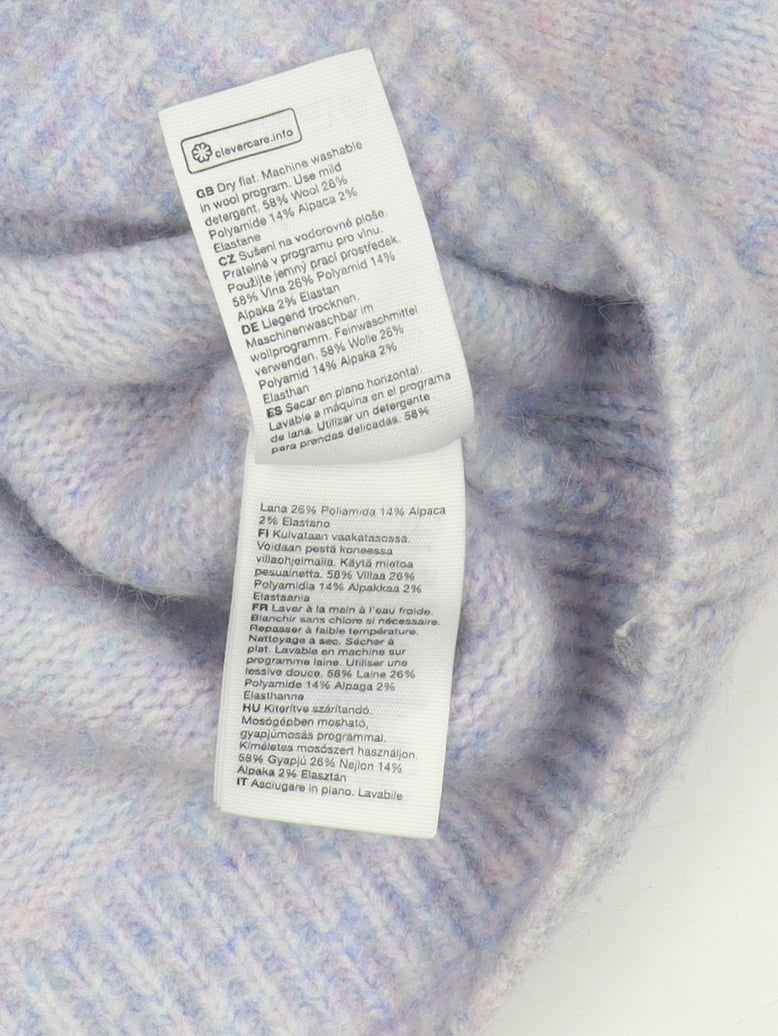 clevercare.info
GB Dry flat. Machine washable
in wool program. Use mild
detergent. 58% Wool 26%
Polyamide 14% Alpaca 2%
Elastane
CZ Sušení na vodorovné ploše.
Pratelné v programu pro vlnu.
Použijte jemný prací prostředek.
58% Vlna 26% Polyamid 14%
Alpaka 2% Elastan
DE Liegend trocknen.
Maschinenwaschbar im
wollprogramm. Feinwaschmittel
verwenden. 58% Wolle 26%
Polyamid 14% Alpaka 2%
Elasthan
ES Secar en plano horizontal.
Lavable a máquina en el programa
de lana. Utilizar un detergente
para prendas delicadas. 58%
Lana 26% Poliamida 14% Alpaca
2% Elastano
FI Kuivataan vaakatasossa.
Voidaan pestä koneessa
villaohjelmalla. Käytä mietoa
pesuainetta. 58% Villaa 26%
Polyamidia 14% Alpakkaa 2%
Elastaania
FR Laver à la main à l'eau froide.
Blanchir sans chlore si nécessaire.
Repasser à faible température.
Nettoyage à sec. Sécher à
plat. Lavable en machine sur
programme laine. Utiliser une
lessive douce. 58% Laine 26%
Polyamide 14% Alpaga 2%
Elasthanne
HU Kiterítve szárítandó.
Mosógépben mosható,
gyapjúmosás programmal.
Kíméletes mosószert használjon.
58% Gyapjú 26% Nejlon 14%
Alpaka 2% Elasztán
IT Asciugare in piano. Lavabile